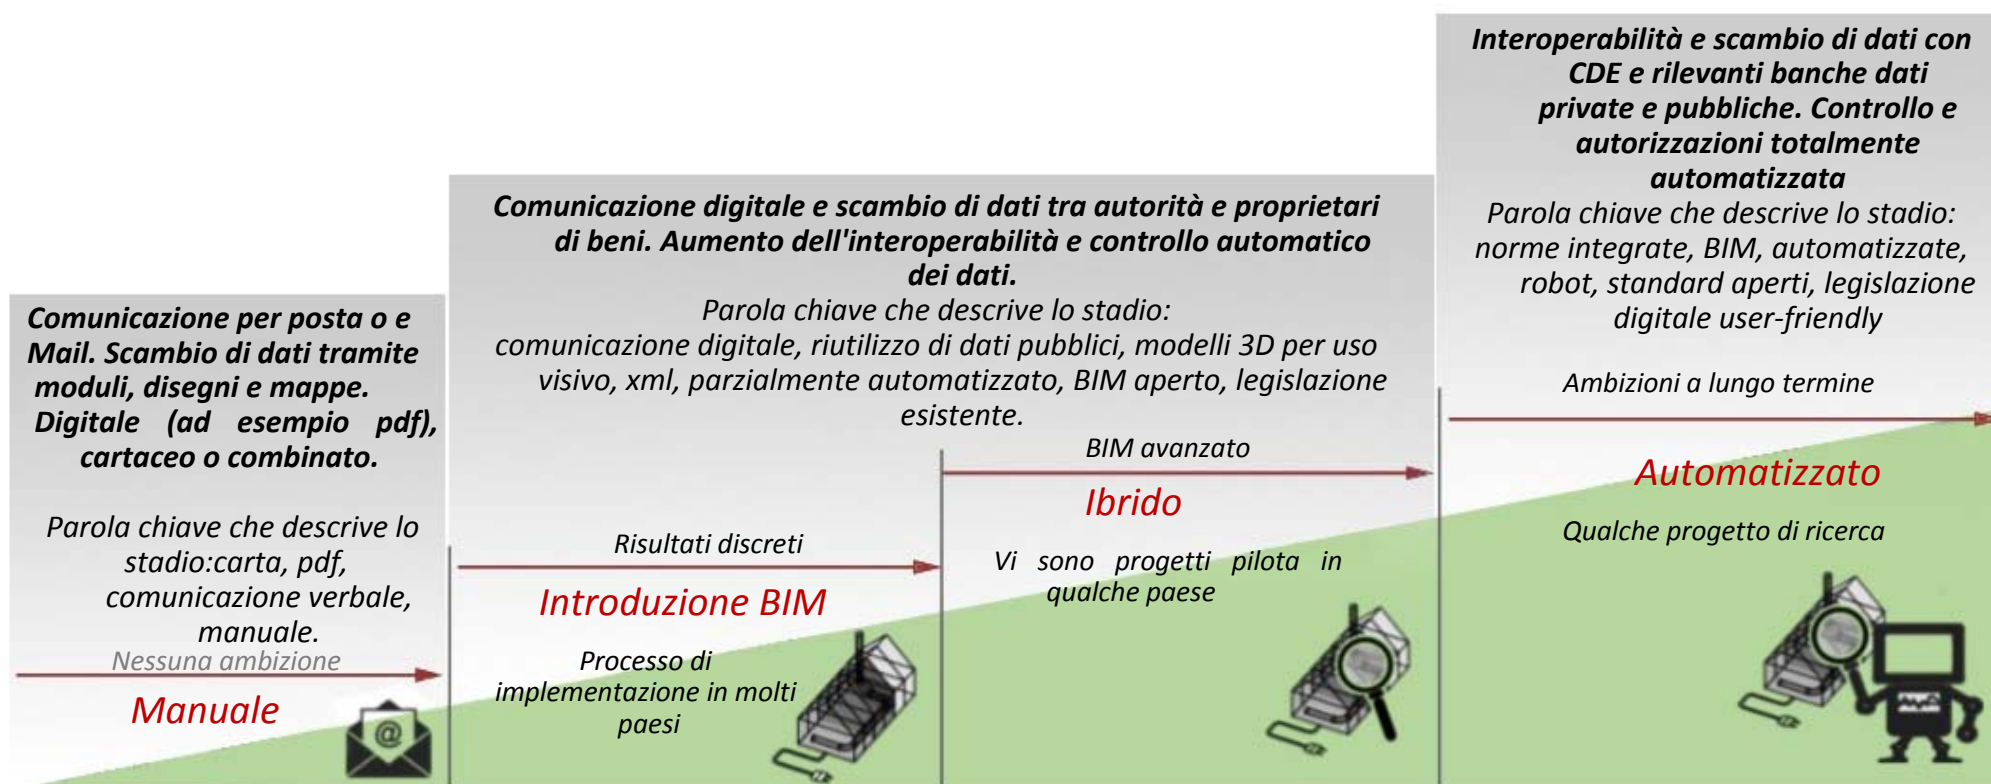 Comunicazione per posta o e
Mail. Scambio di dati tramite
moduli, disegni e mappe.
Digitale (ad esempio pdf),
cartaceo o combinato.
Parola chiave che descrive lo
stadio:carta, pdf,
comunicazione verbale,
manuale.
Nessuna ambizione
Manuale
@
Comunicazione digitale e scambio di dati tra autorità e proprietari
di beni. Aumento dell'interoperabilità e controllo automatico
dei dati.
Parola chiave che descrive lo stadio:
comunicazione digitale, riutilizzo di dati pubblici, modelli 3D per uso
visivo, xml, parzialmente automatizzato, BIM aperto, legislazione
esistente.
Risultati discreti
Introduzione BIM
Processo di
implementazione in molti
paesi
BIM avanzato
Ibrido
Vi sono progetti pilota in
qualche paese
Interoperabilità e scambio di dati con
CDE e rilevanti banche dati
private e pubbliche. Controllo e
autorizzazioni totalmente
automatizzata
Parola chiave che descrive lo stadio:
norme integrate, BIM, automatizzate,
robot, standard aperti, legislazione
digitale user-friendly
Ambizioni a lungo termine
Automatizzato
Qualche progetto di ricerca